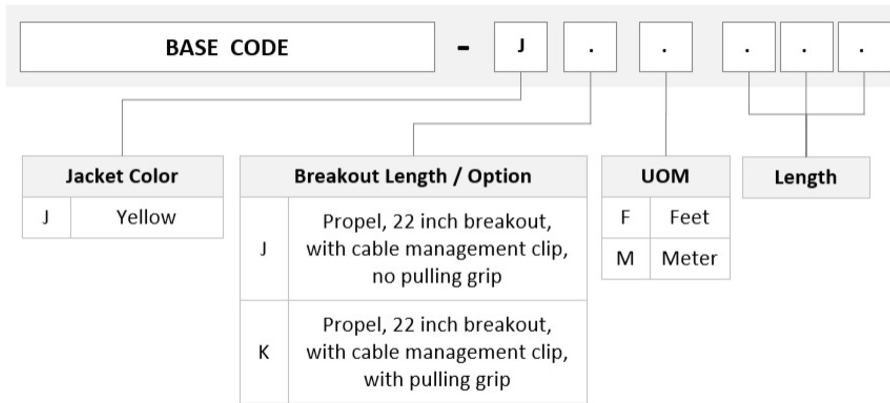 BASE CODE - J . . . . .
Jacket Color
J Yellow
Breakout Length / Option
J Propel, 22 inch breakout,
with cable management clip,
no pulling grip
K Propel, 22 inch breakout,
with cable management clip,
with pulling grip
UOM
F Feet
M Meter
Length